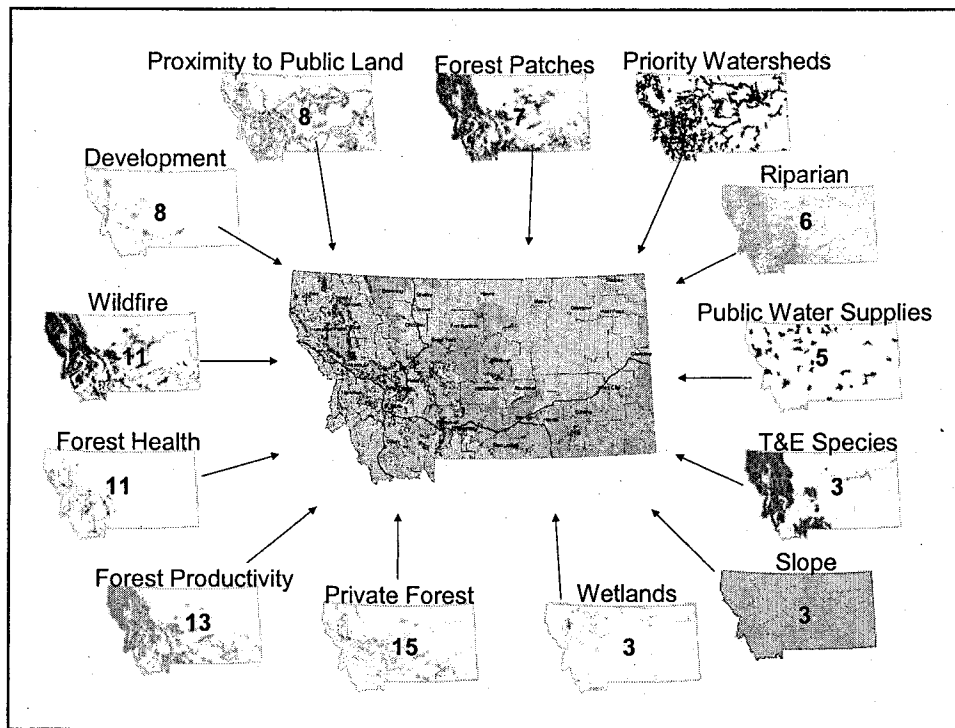 Proximity to Public Land
8
Forest Patches
7
Priority Watersheds
Development
8
Riparian
6
Wildfire
11
Public Water Supplies
5
Forest Health
11
T&E Species
3
Forest Productivity
13
Private Forest
15
Wetlands
3
Slope
3